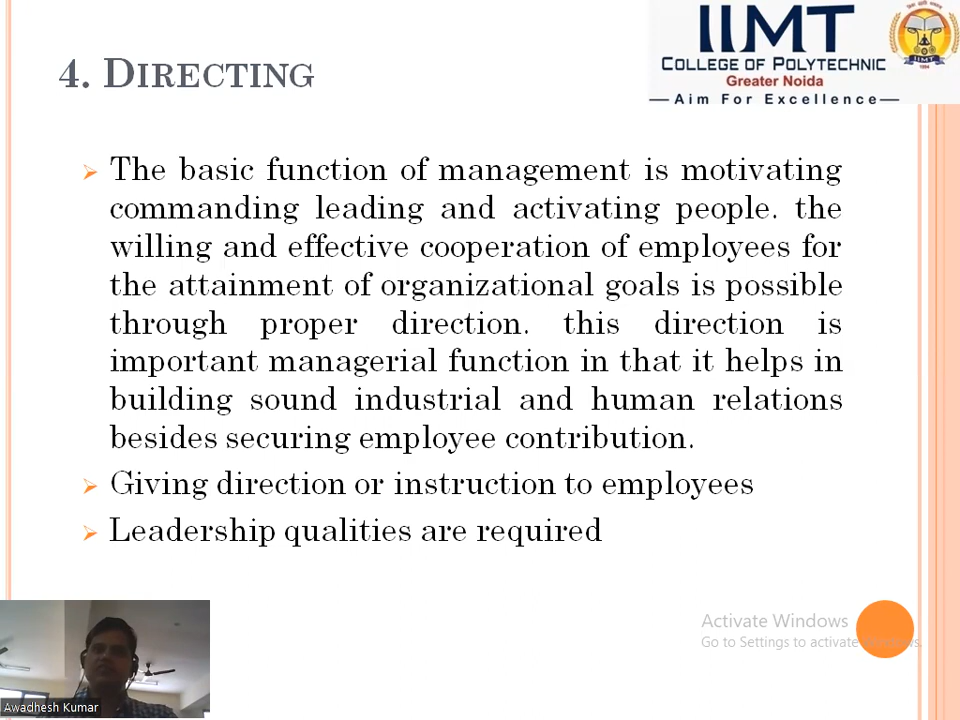 IIMT
COLLEGE OF POLYTECHNIC
Greater Noida
Aim For Excellence
IIMT
4. DIRECTING
The basic function of management is motivating
commanding leading and activating people. the
willing and effective cooperation of employees for
the attainment of organizational goals is possible
through proper direction. this direction is
important managerial function in that it helps in
building sound industrial and human relations
besides securing employee contribution.
Giving direction or instruction to employees
Leadership qualities are required
Activate Windows
Go to Settings to activate Windows.
Awadhesh Kumar